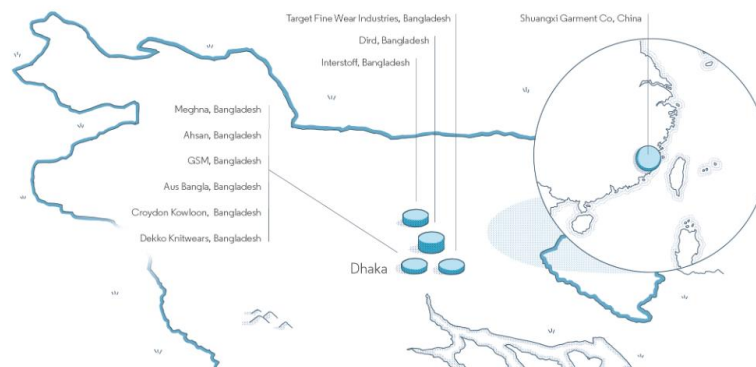 Target Fine Wear Industries, Bangladesh
Shuangxi Garment Co, China
Dird, Bangladesh
Interstoff, Bangladesh
Meghna, Bangladesh
Ahsan, Bangladesh
GSM, Bangladesh
Aus Bangla, Bangladesh
Croydon Kowloon, Bangladesh
Dekko Knitwears, Bangladesh
Dhaka